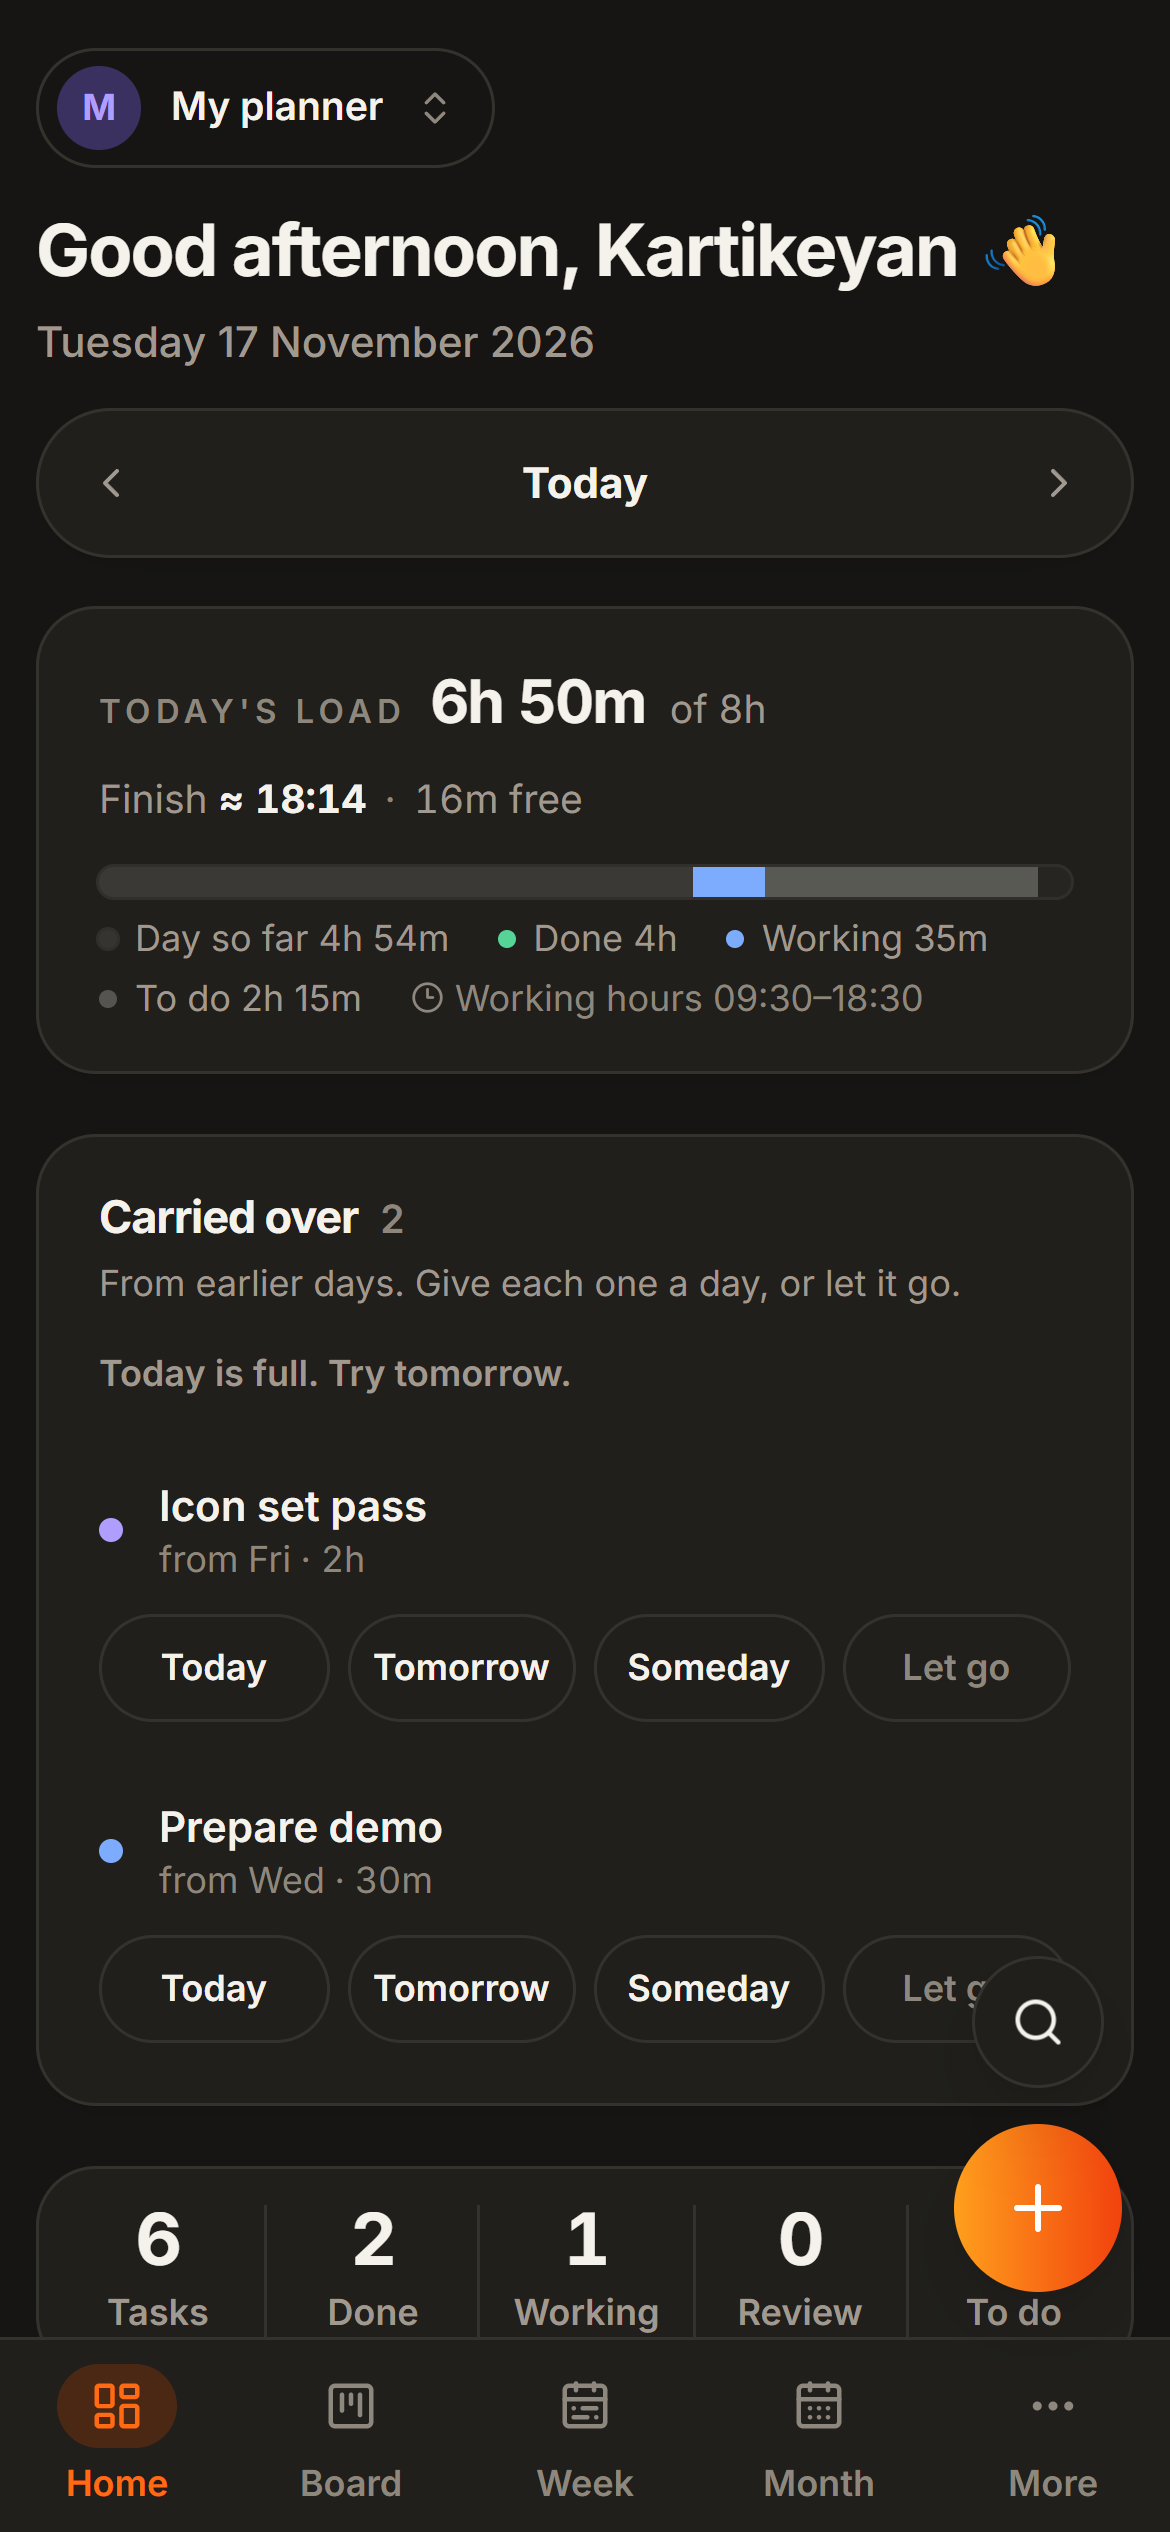 M My planner
Good afternoon, Kartikeyan 👋
Tuesday 17 November 2026
Today
TODAY'S LOAD 6h 50m of 8h
Finish ≈ 18:14 · 16m free
Day so far 4h 54m Done 4h Working 35m
To do 2h 15m Working hours 09:30–18:30
Carried over 2
From earlier days. Give each one a day, or let it go.
Today is full. Try tomorrow.
Icon set pass
from Fri · 2h
Today Tomorrow Someday Let go
Prepare demo
from Wed · 30m
Today Tomorrow Someday Let g
6 2 1 0
Tasks Done Working Review To do
Home Board Week Month More